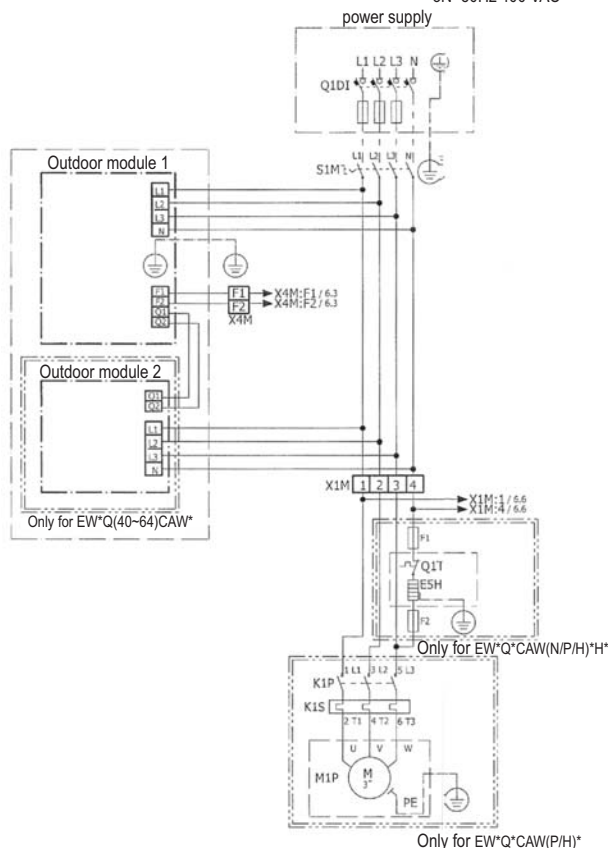 3N~50Hz 400 VAC
power supply
L1 L2 L3 N
Q1DI
L1 L2 L3 N
S1M
Outdoor module 1
L1
L2
L3
N
F1
F2
Q1
Q2
F1 X4M:F1/6.3
F2 X4M:F2/6.3
X4M
Outdoor module 2
Q1
Q2
L1
L2
L3
N
Only for EW*Q(40~64)CAW*
X1M 1 2 3 4
X1M:1/6.6
X1M:4/6.6
F1
Q1T
E5H
F2
Only for EW*Q*CAW(N/P/H)*H*
1 L1 3 L2 5 L3
K1P
K1S
2 T1 4 T2 6 T3
U V W
M1P
M
3~
PE
Only for EW*Q*CAW(P/H)*